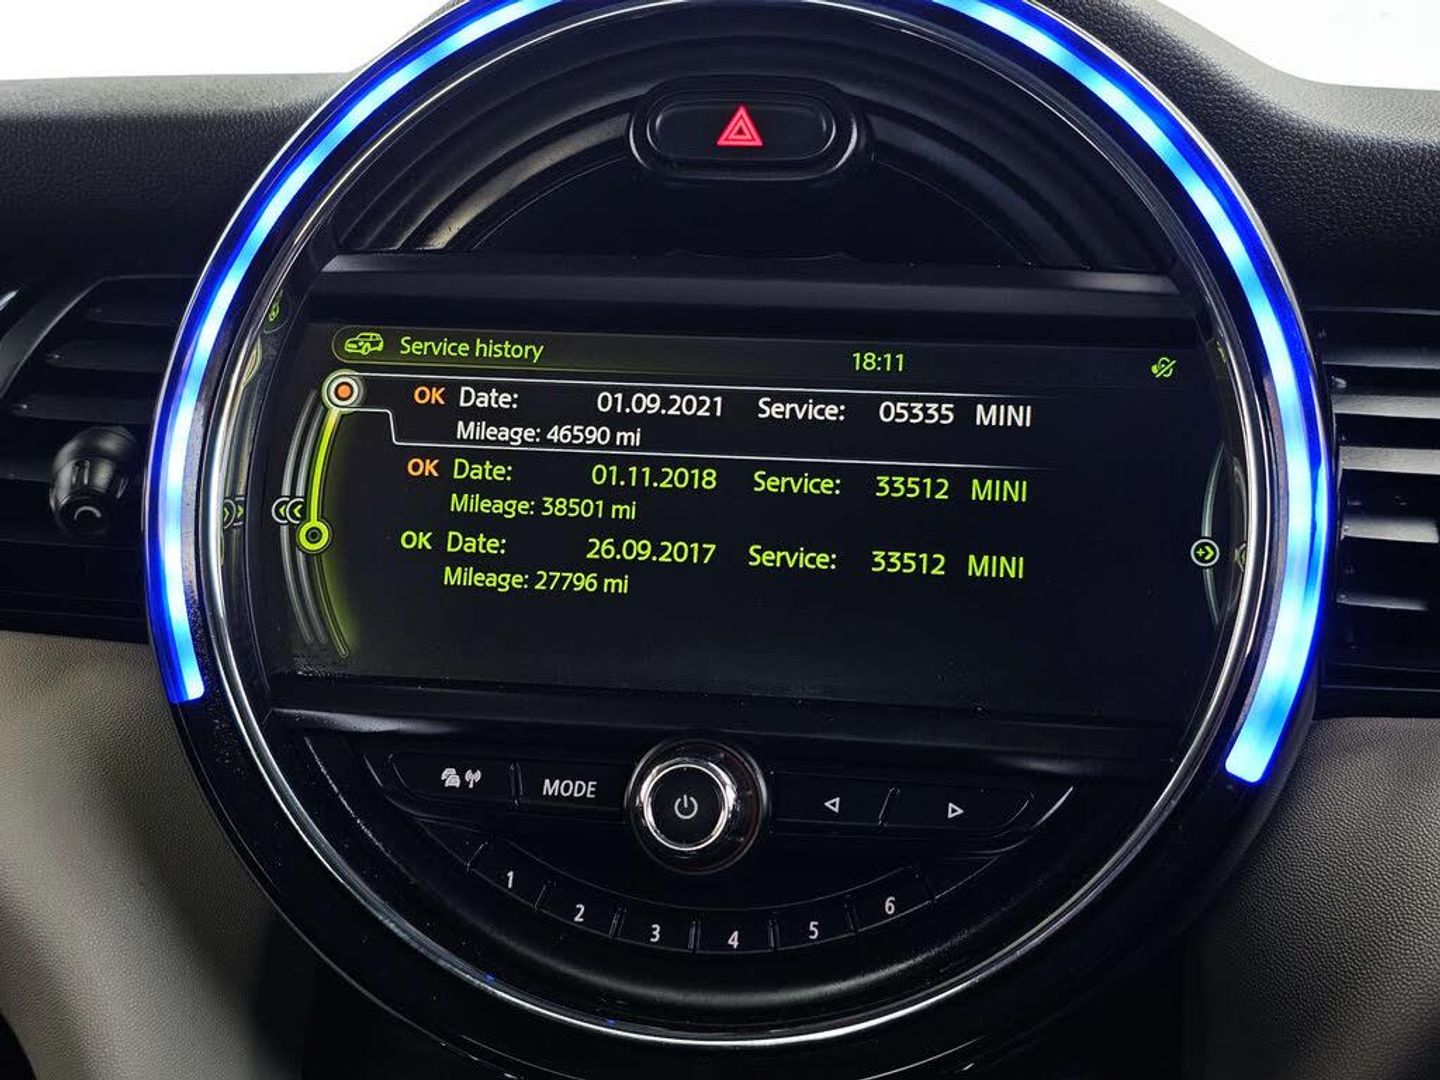 Service history 18:11
OK Date: 01.09.2021 Service: 05335 MINI
Mileage: 46590 mi
OK Date: 01.11.2018 Service: 33512 MINI
Mileage: 38501 mi
OK Date: 26.09.2017 Service: 33512 MINI
Mileage: 27796 mi
MODE
1 2 3 4 5 6